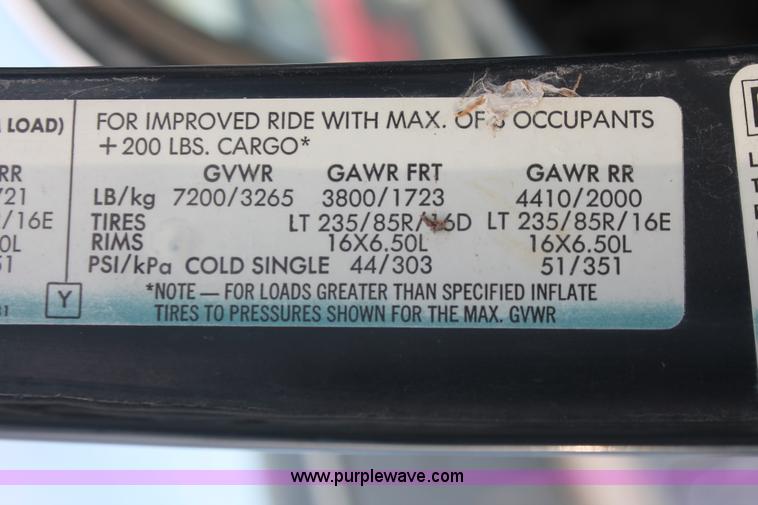 LOAD)
FOR IMPROVED RIDE WITH MAX. OF OCCUPANTS
+200 LBS. CARGO*
RR GVWR GAWR FRT GAWR RR
LB/kg 7200/3265 3800/1723 4410/2000
/16E TIRES LT 235/85R/16D LT 235/85R/16E
RIMS 16X6.50L 16X6.50L
PSI/kPa COLD SINGLE 44/303 51/351
*NOTE — FOR LOADS GREATER THAN SPECIFIED INFLATE
Y TIRES TO PRESSURES SHOWN FOR THE MAX. GVWR
www.purplewave.com